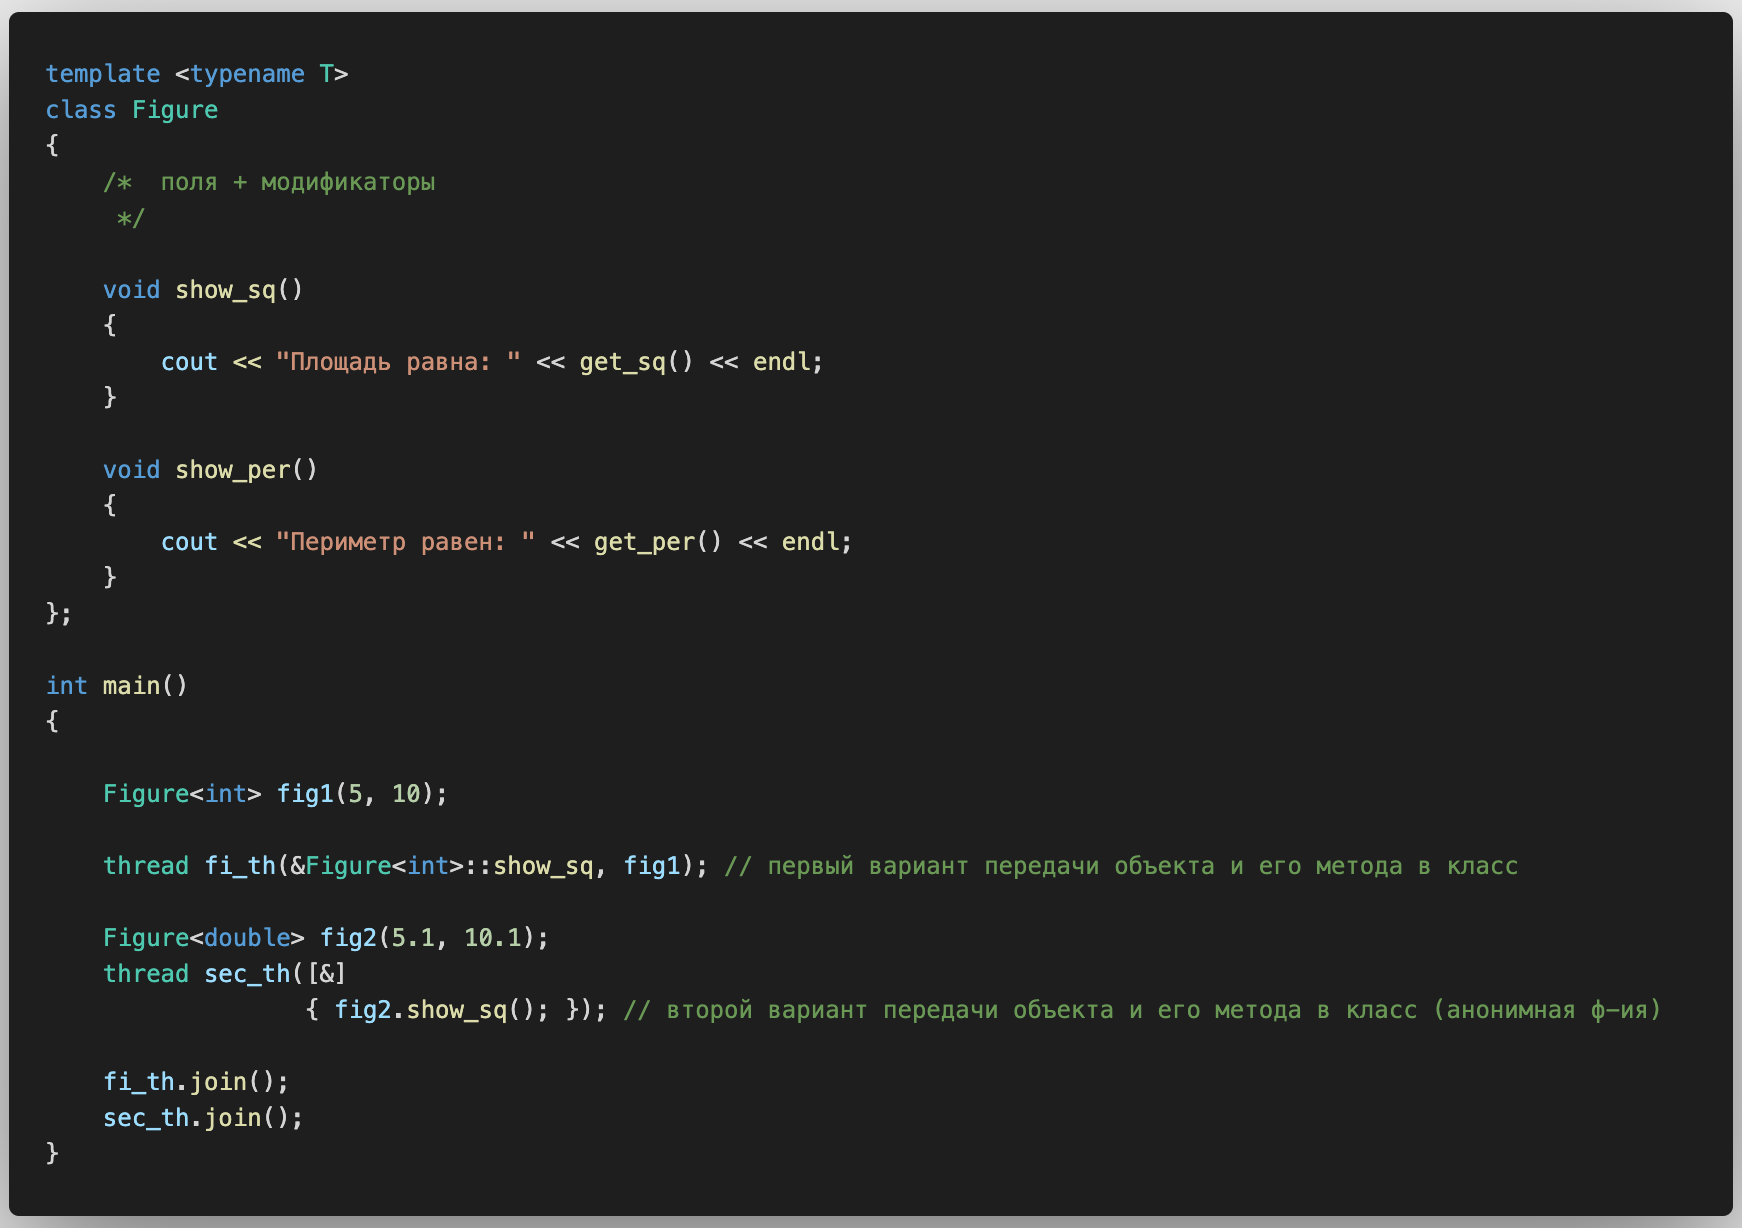 template <typename T>
class Figure
{
    /*  поля + модификаторы
     */

    void show_sq()
    {
        cout << "Площадь равна: " << get_sq() << endl;
    }

    void show_per()
    {
        cout << "Периметр равен: " << get_per() << endl;
    }
};

int main()
{

    Figure<int> fig1(5, 10);

    thread fi_th(&Figure<int>::show_sq, fig1); // первый вариант передачи объекта и его метода в класс

    Figure<double> fig2(5.1, 10.1);
    thread sec_th([&]
                  { fig2.show_sq(); }); // второй вариант передачи объекта и его метода в класс (анонимная ф-ия)

    fi_th.join();
    sec_th.join();
}